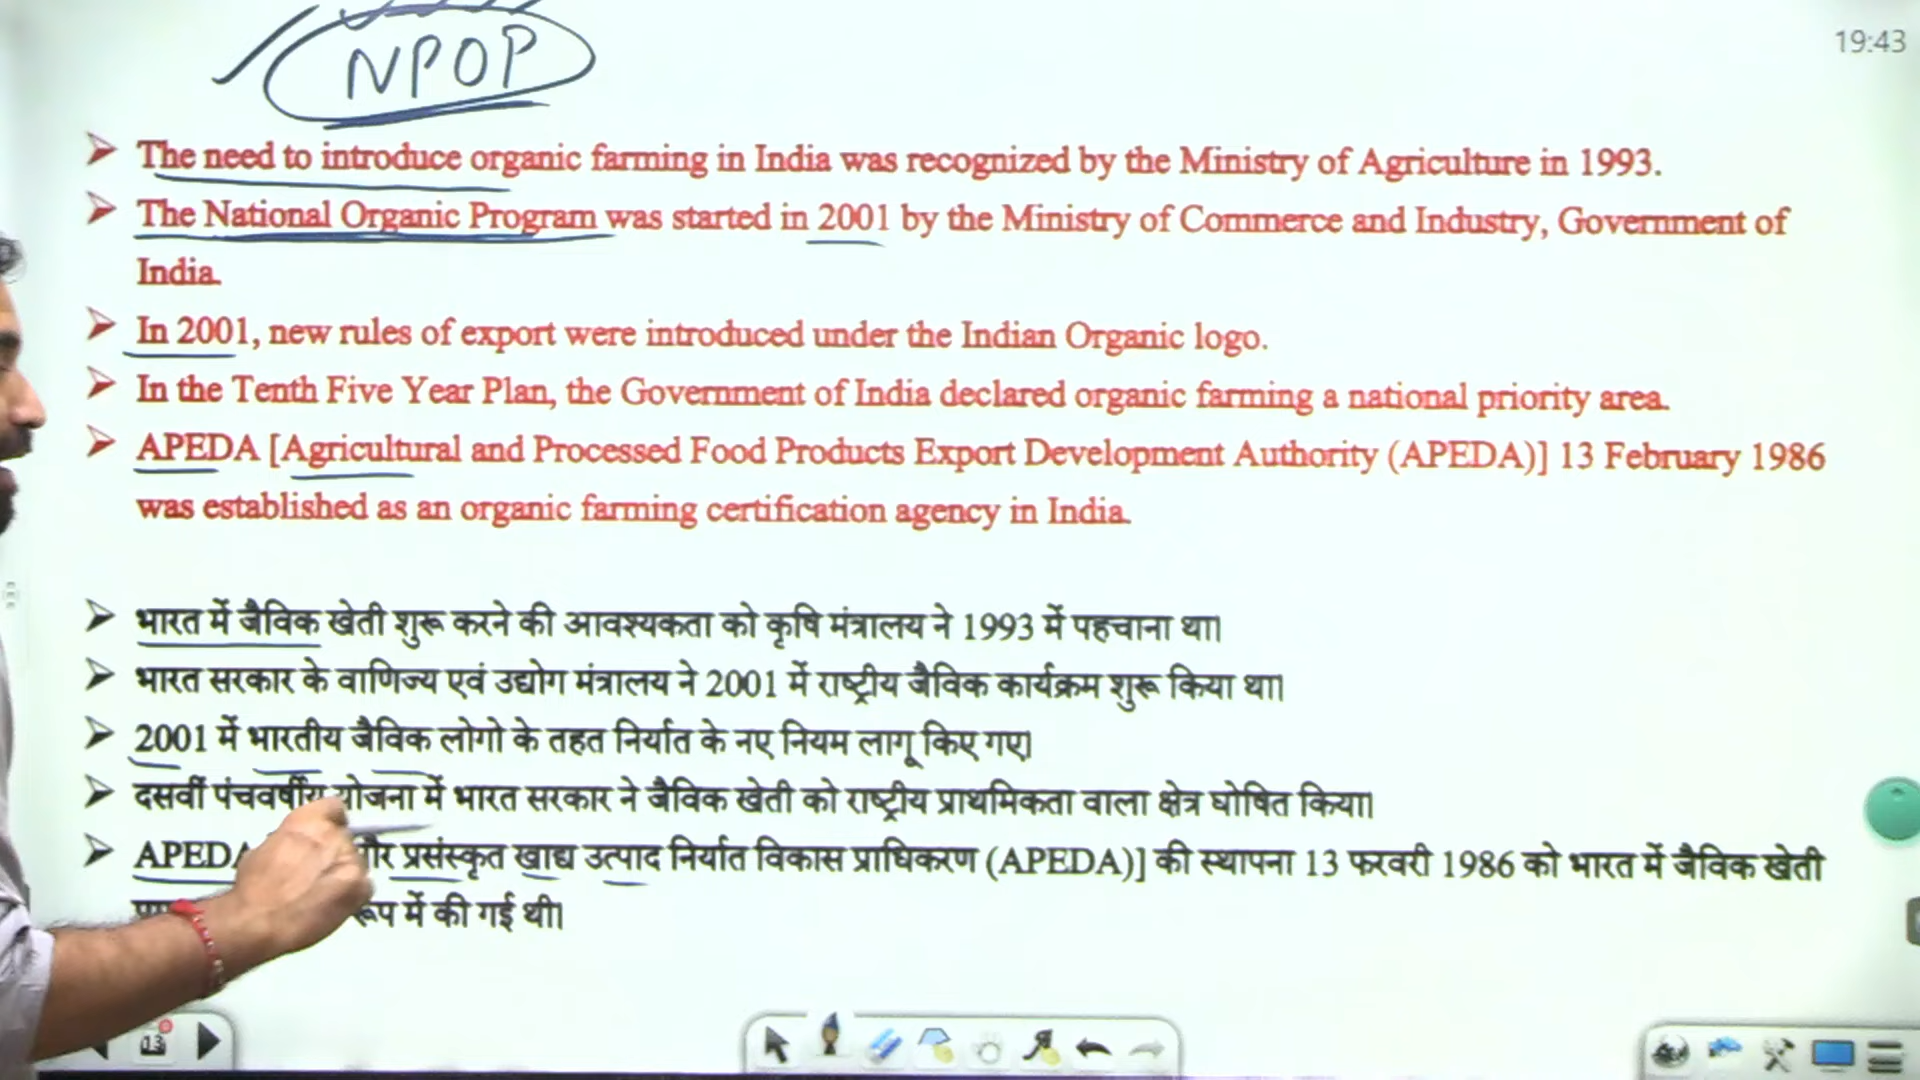 NPOP
19:43
The need to introduce organic farming in India was recognized by the Ministry of Agriculture in 1993.
The National Organic Program was started in 2001 by the Ministry of Commerce and Industry, Government of
India.
In 2001, new rules of export were introduced under the Indian Organic logo.
In the Tenth Five Year Plan, the Government of India declared organic farming a national priority area.
APEDA [Agricultural and Processed Food Products Export Development Authority (APEDA)] 13 February 1986
was established as an organic farming certification agency in India.
भारत में जैविक खेती शुरू करने की आवश्यकता को कृषि मंत्रालय ने 1993 में पहचाना था।
भारत सरकार के वाणिज्य एवं उद्योग मंत्रालय ने 2001 में राष्ट्रीय जैविक कार्यक्रम शुरू किया था।
2001 में भारतीय जैविक लोगो के तहत निर्यात के नए नियम लागू किए गए।
दसवीं पंचवर्षीय योजना में भारत सरकार ने जैविक खेती को राष्ट्रीय प्राथमिकता वाला क्षेत्र घोषित किया।
APEDA प्रसंस्कृत खाद्य उत्पाद निर्यात विकास प्राधिकरण (APEDA)] की स्थापना 13 फरवरी 1986 को भारत में जैविक खेती
रूप में की गई थी।
13